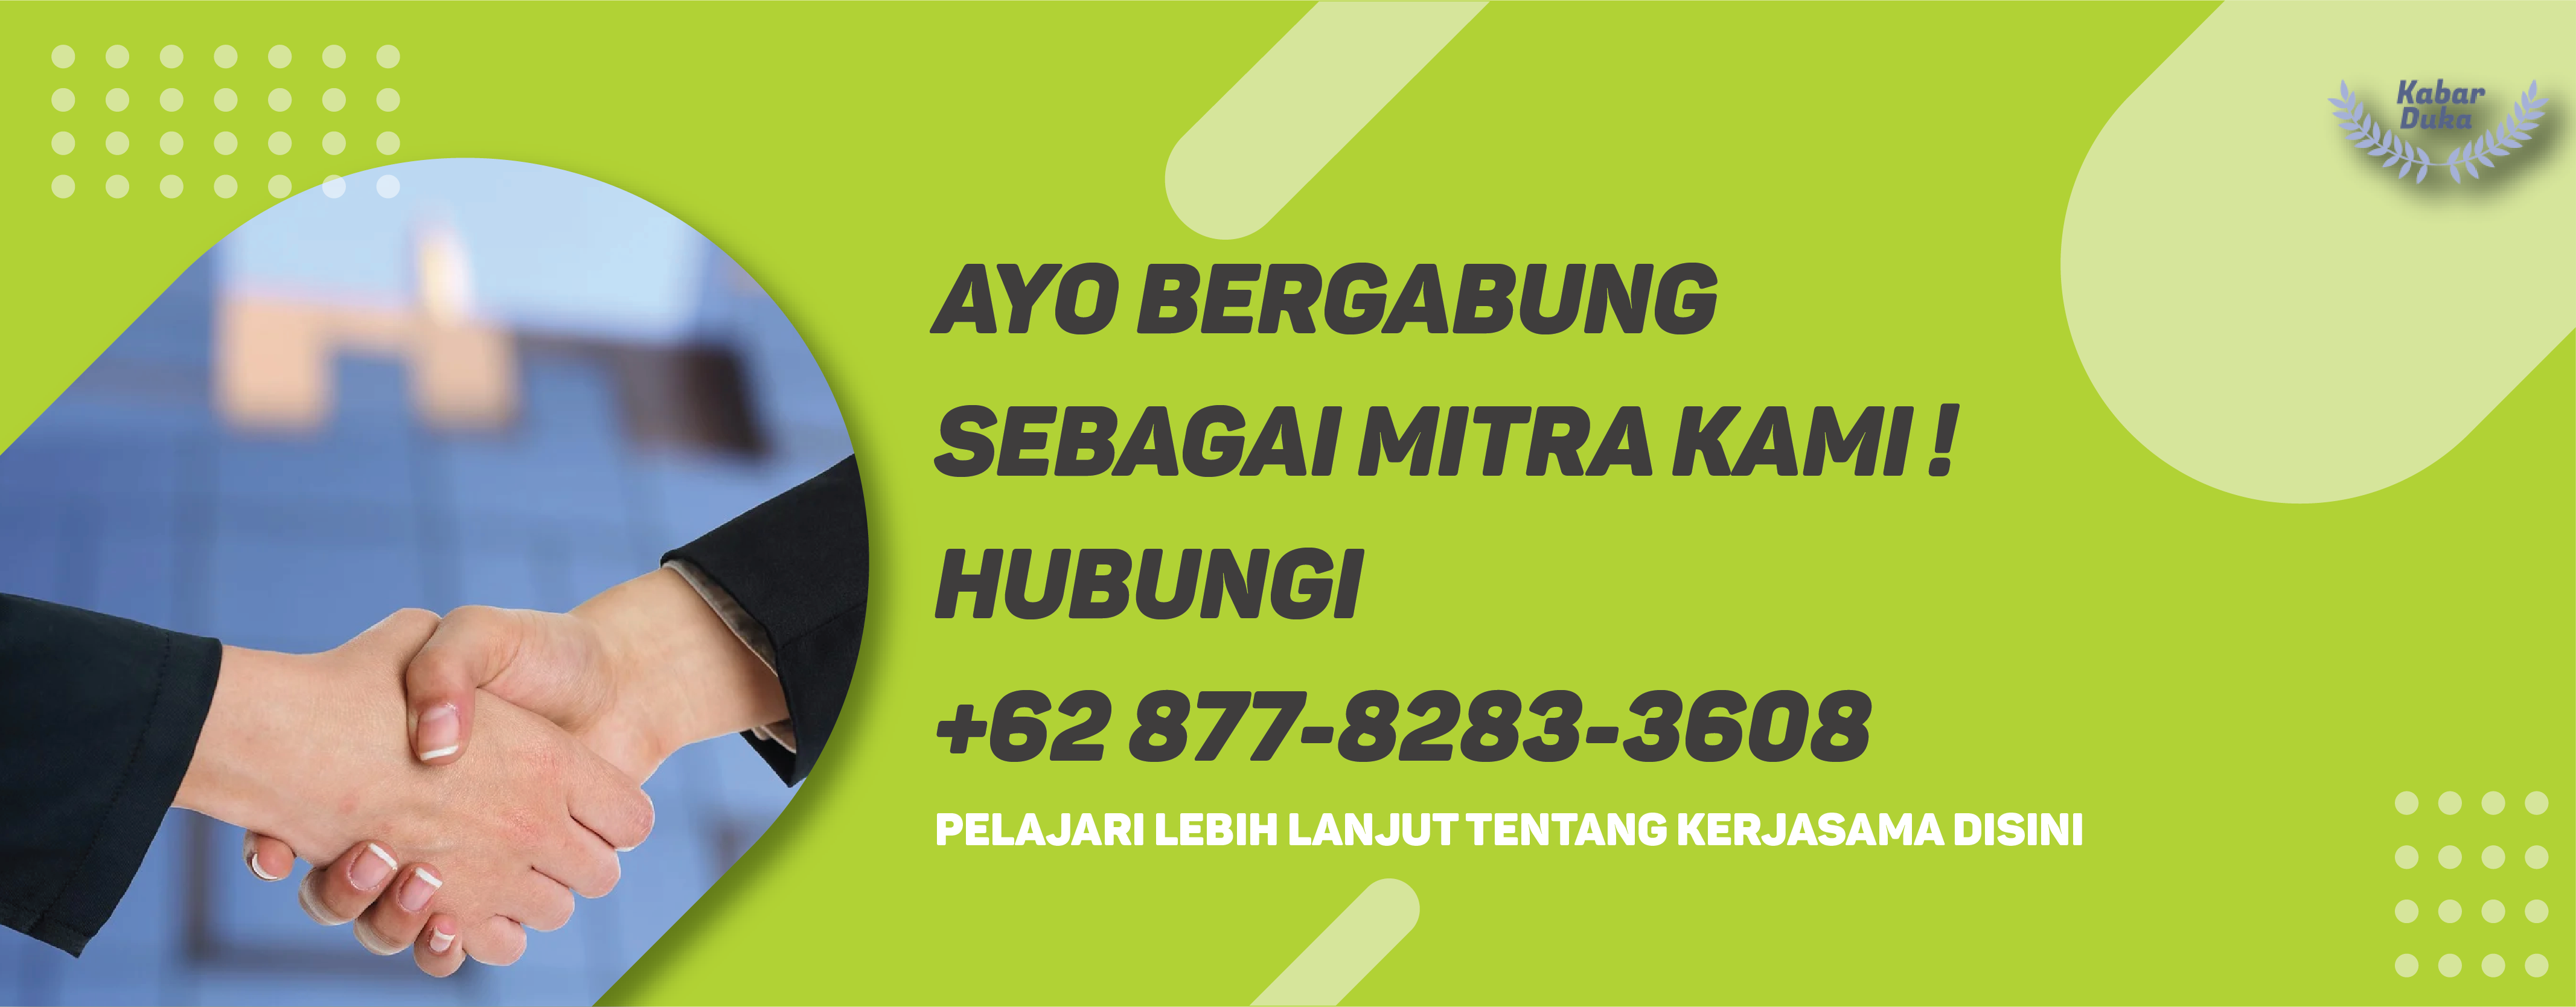 Kabar
Duka
AYO BERGABUNG
SEBAGAI MITRA KAMI !
HUBUNGI
+62 877-8283-3608
PELAJARI LEBIH LANJUT TENTANG KERJASAMA DISINI